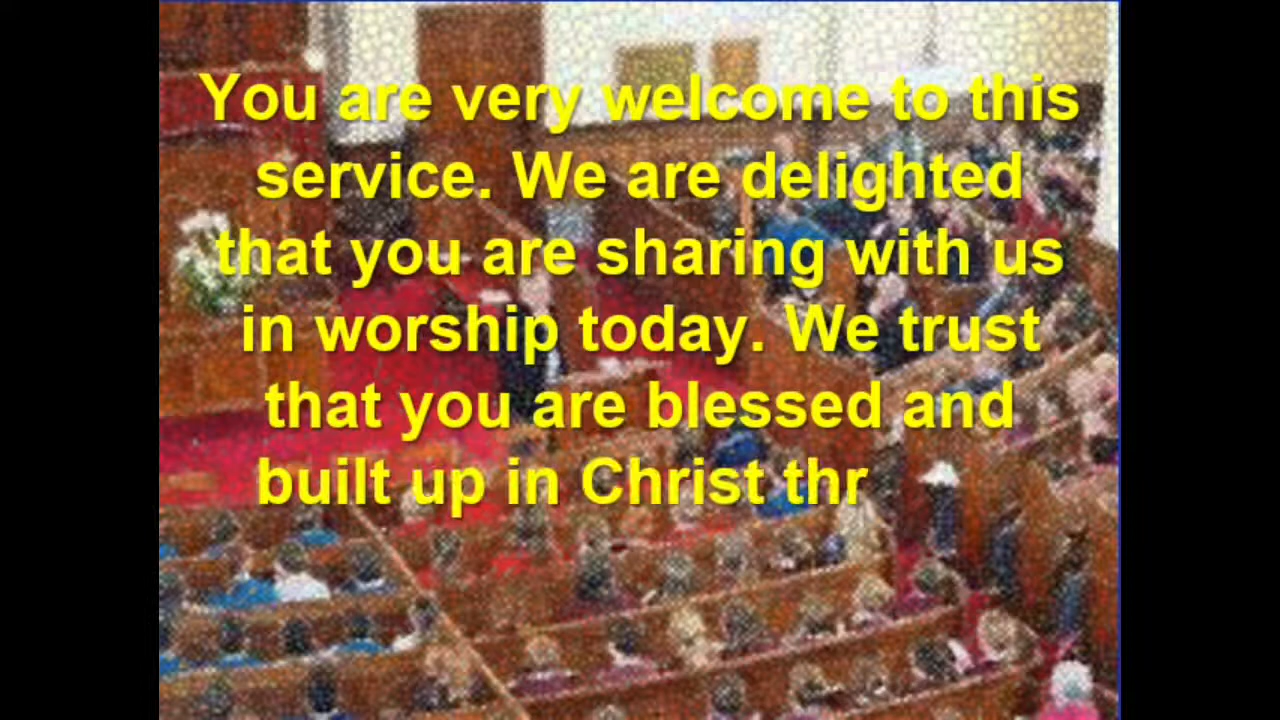 You are very welcome to this
service. We are delighted
that you are sharing with us
in worship today. We trust
that you are blessed and
built up in Christ thr